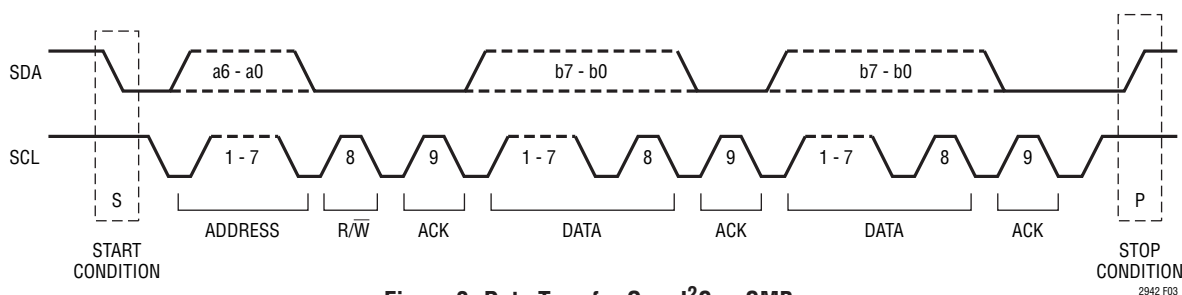 SDA
a6 - a0
b7 - b0
b7 - b0
SCL
1 - 7
8
9
1 - 7
8
9
1 - 7
8
9
S
P
ADDRESS
R/W̅
ACK
DATA
ACK
DATA
ACK
START
CONDITION
STOP
CONDITION
2942 F03